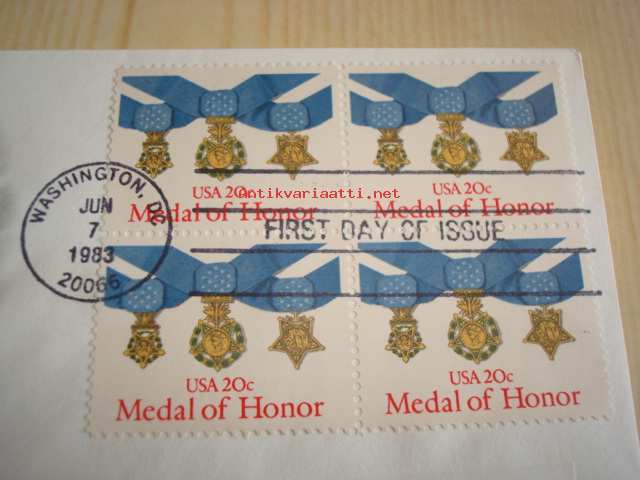 USA 20c
Medal of Honor
USA 20c
Medal of Honor
Antikvariaatti.net
WASHINGTON, DC
JUN
7
1983
20066
FIRST DAY OF ISSUE
USA 20c
Medal of Honor
USA 20c
Medal of Honor